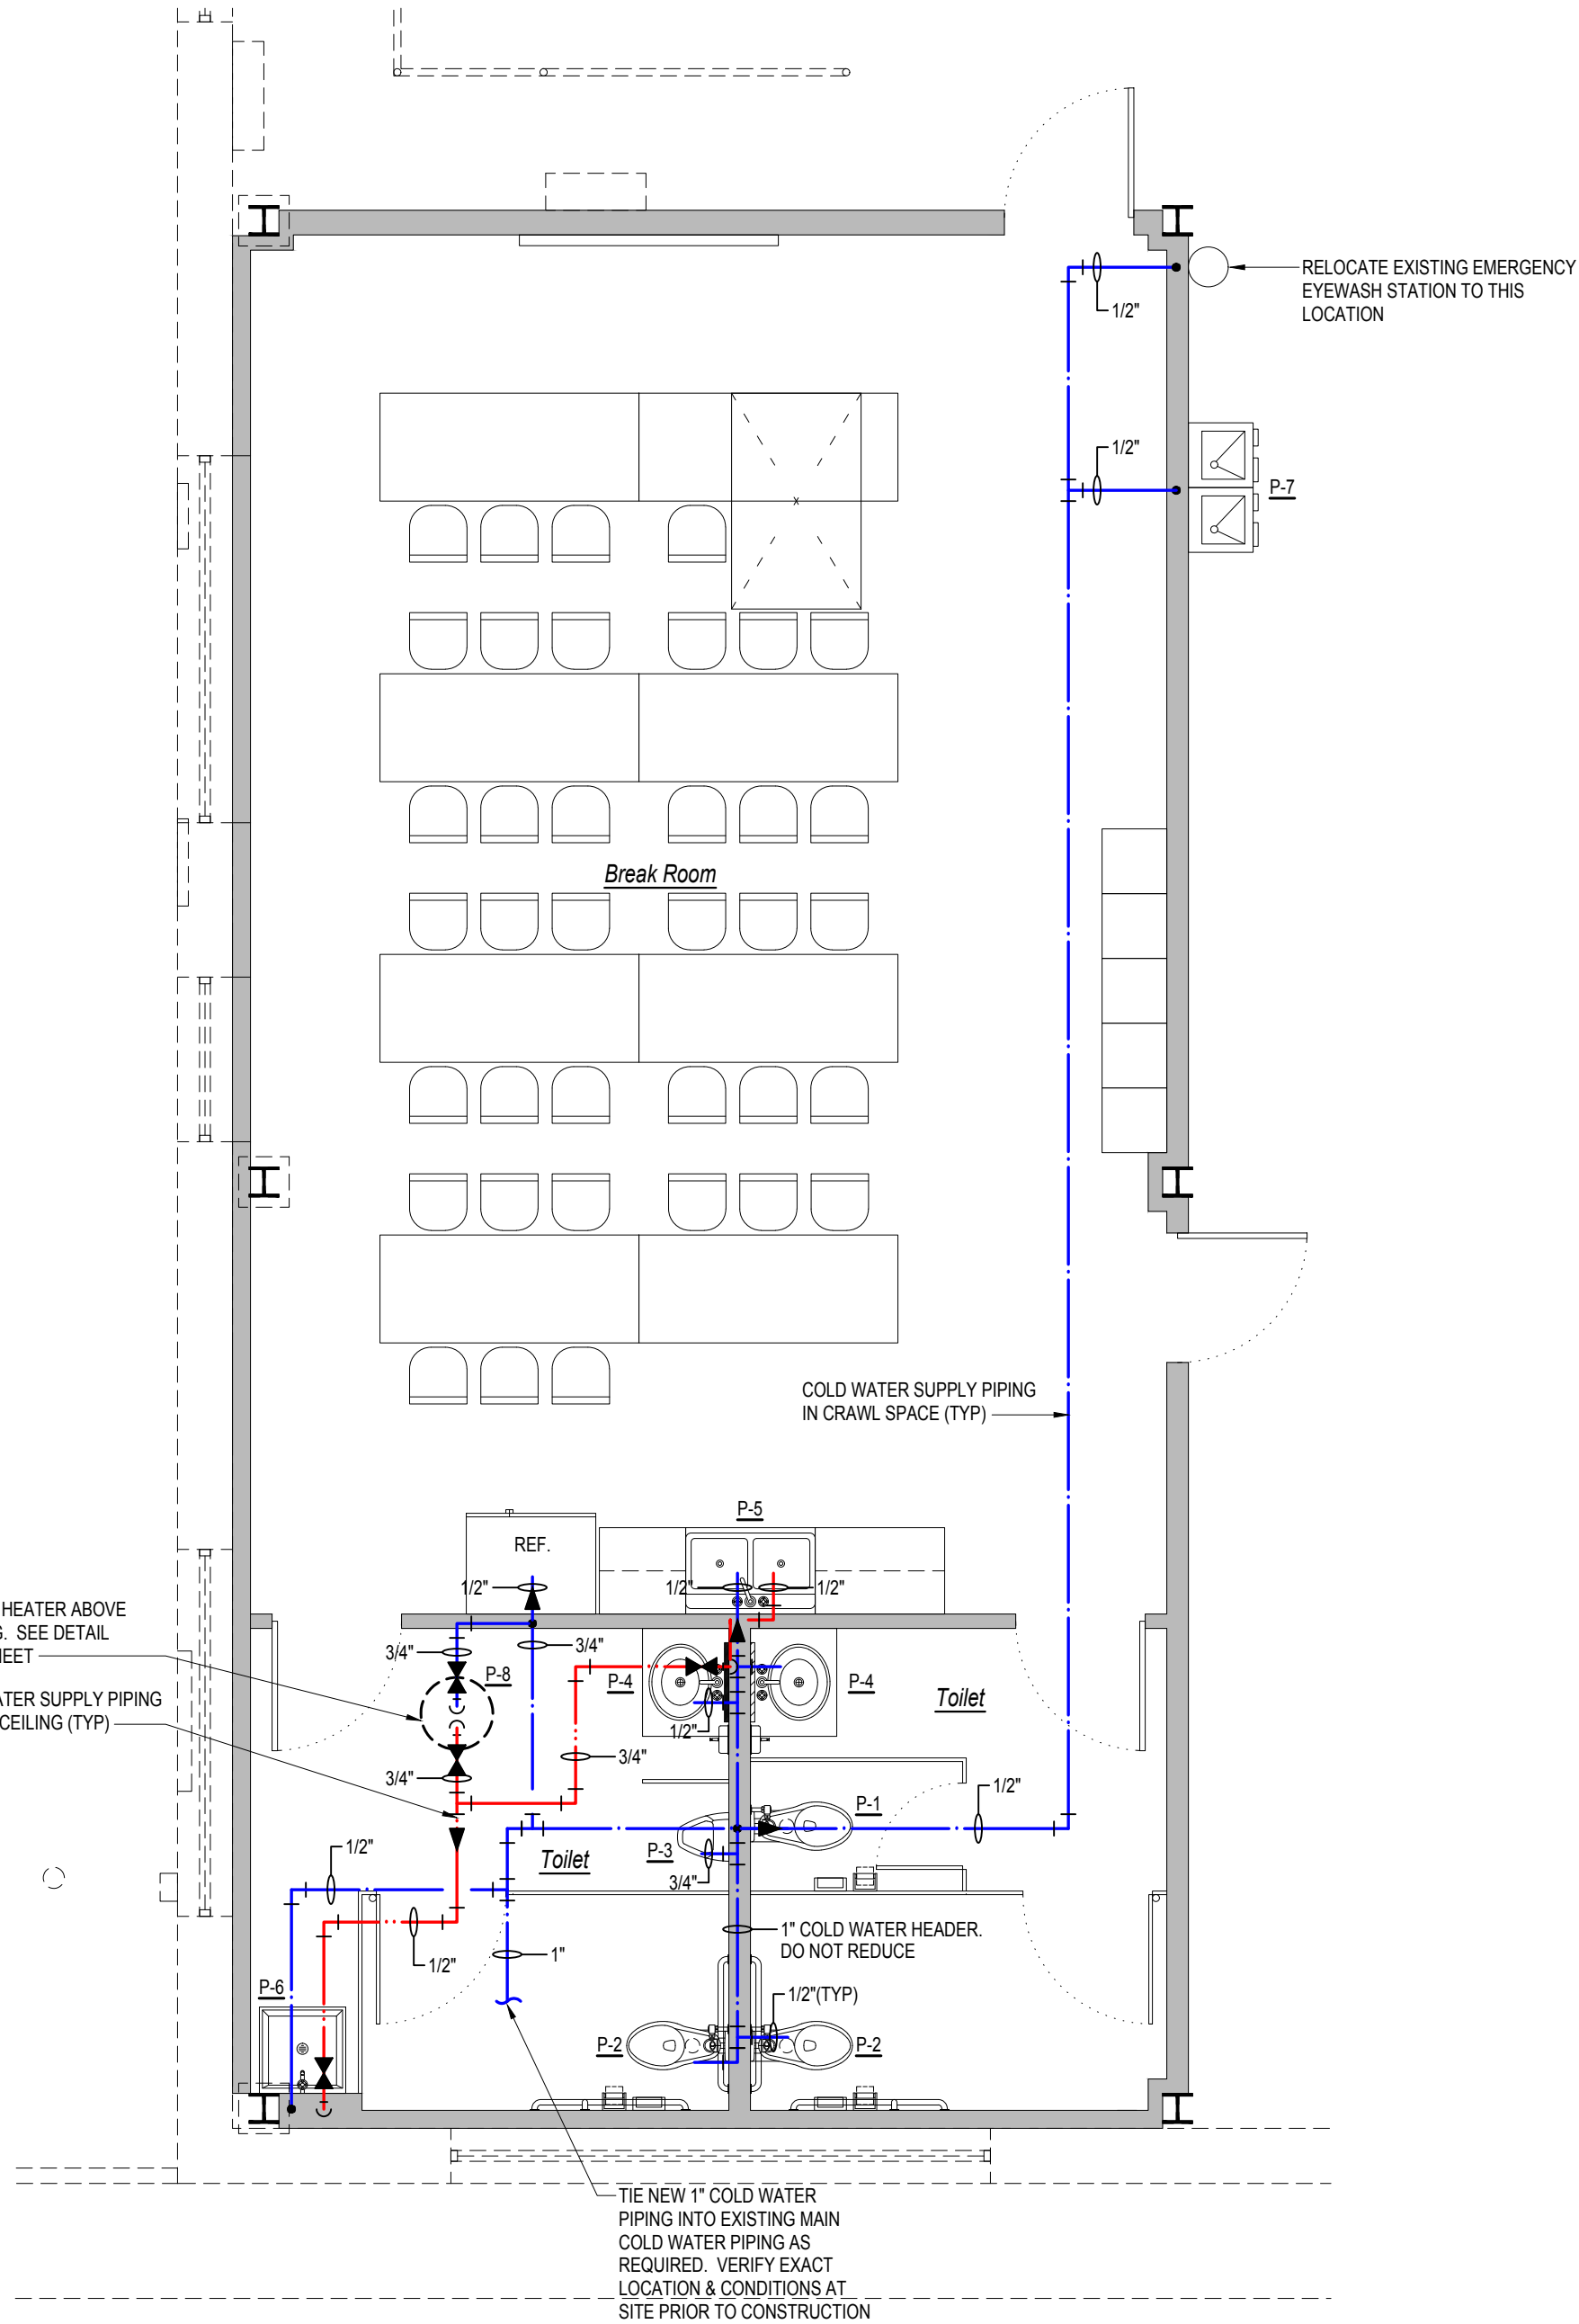 RELOCATE EXISTING EMERGENCY
EYEWASH STATION TO THIS
LOCATION
1/2"
1/2"
P-7
Break Room
COLD WATER SUPPLY PIPING
IN CRAWL SPACE (TYP)
P-5
REF.
1/2"
1/2"
1/2"
HEATER ABOVE
SEE DETAIL
3/4"
3/4"
P-8
P-4
P-4
Toilet
SUPPLY PIPING
CEILING (TYP)
1/2"
3/4"
3/4"
1/2"
P-1
P-3
Toilet
1/2"
3/4"
1" COLD WATER HEADER.
DO NOT REDUCE
1"
1/2"
P-6
1/2"(TYP)
P-2
P-2
TIE NEW 1" COLD WATER
PIPING INTO EXISTING MAIN
COLD WATER PIPING AS
REQUIRED. VERIFY EXACT
LOCATION & CONDITIONS AT
SITE PRIOR TO CONSTRUCTION